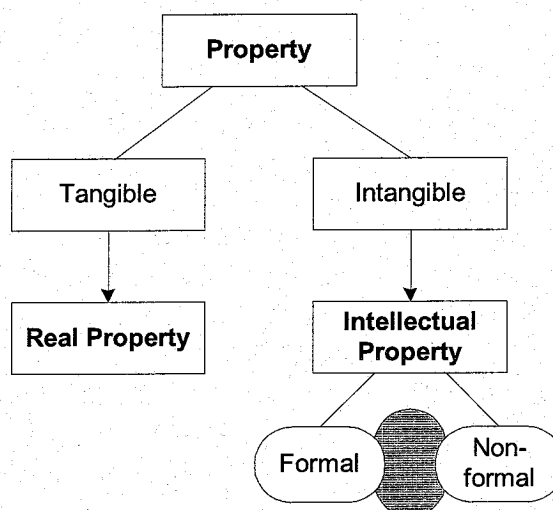 Property
Tangible
Intangible
Real Property
Intellectual
Property
Formal
Non-
formal